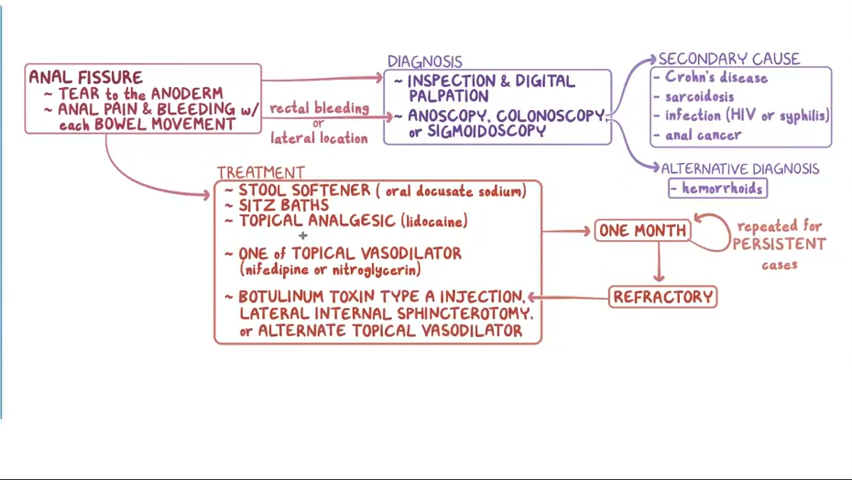 ANAL FISSURE
~ TEAR to the ANODERM
~ ANAL PAIN & BLEEDING w/
each BOWEL MOVEMENT
rectal bleeding
or
lateral location
DIAGNOSIS
~ INSPECTION & DIGITAL
PALPATION
~ ANOSCOPY, COLONOSCOPY,
or SIGMOIDOSCOPY
SECONDARY CAUSE
- Crohn's disease
- sarcoidosis
- infection (HIV or syphilis)
- anal cancer
ALTERNATIVE DIAGNOSIS
- hemorrhoids
TREATMENT
~ STOOL SOFTENER ( oral docusate sodium)
~ SITZ BATHS
~ TOPICAL ANALGESIC (lidocaine)
+
~ ONE of TOPICAL VASODILATOR
(nifedipine or nitroglycerin)
~ BOTULINUM TOXIN TYPE A INJECTION,
LATERAL INTERNAL SPHINCTEROTOMY,
or ALTERNATE TOPICAL VASODILATOR
ONE MONTH
repeated for
PERSISTENT
cases
REFRACTORY